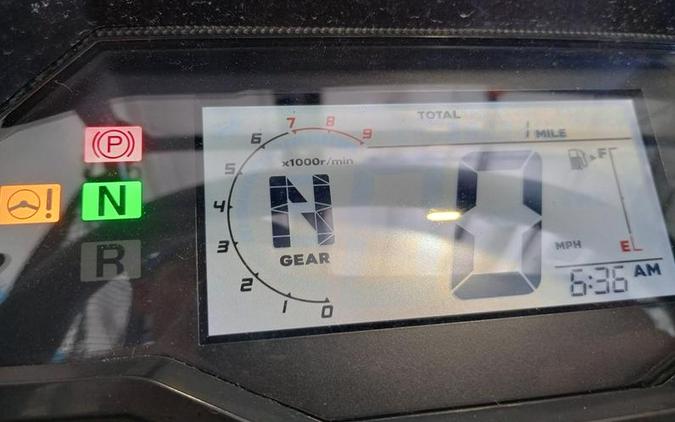 TOTAL
1 MILE
7 8 9
6
5
4
3
2
1
0
x1000r/min
N
GEAR
0
MPH
F
E
6:36 AM
P
!
N
R